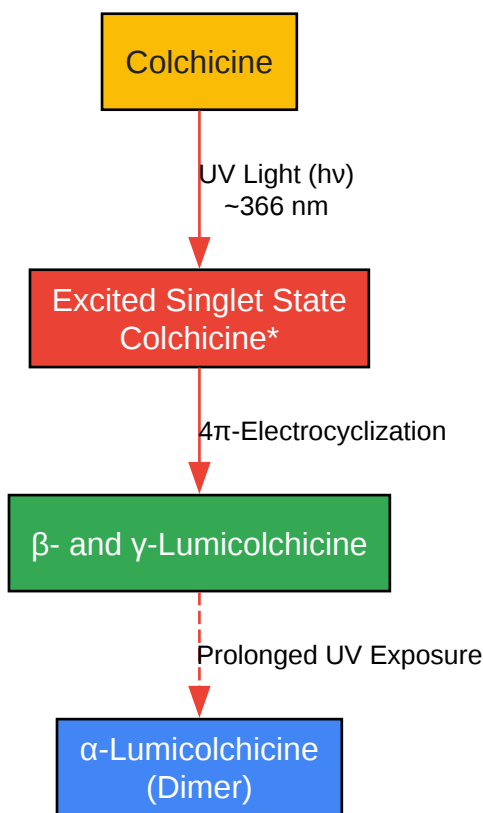 Colchicine
UV Light (hν)
~366 nm
Excited Singlet State
Colchicine*
4π-Electrocyclization
β- and γ-Lumicolchicine
Prolonged UV Exposure
α-Lumicolchicine
(Dimer)